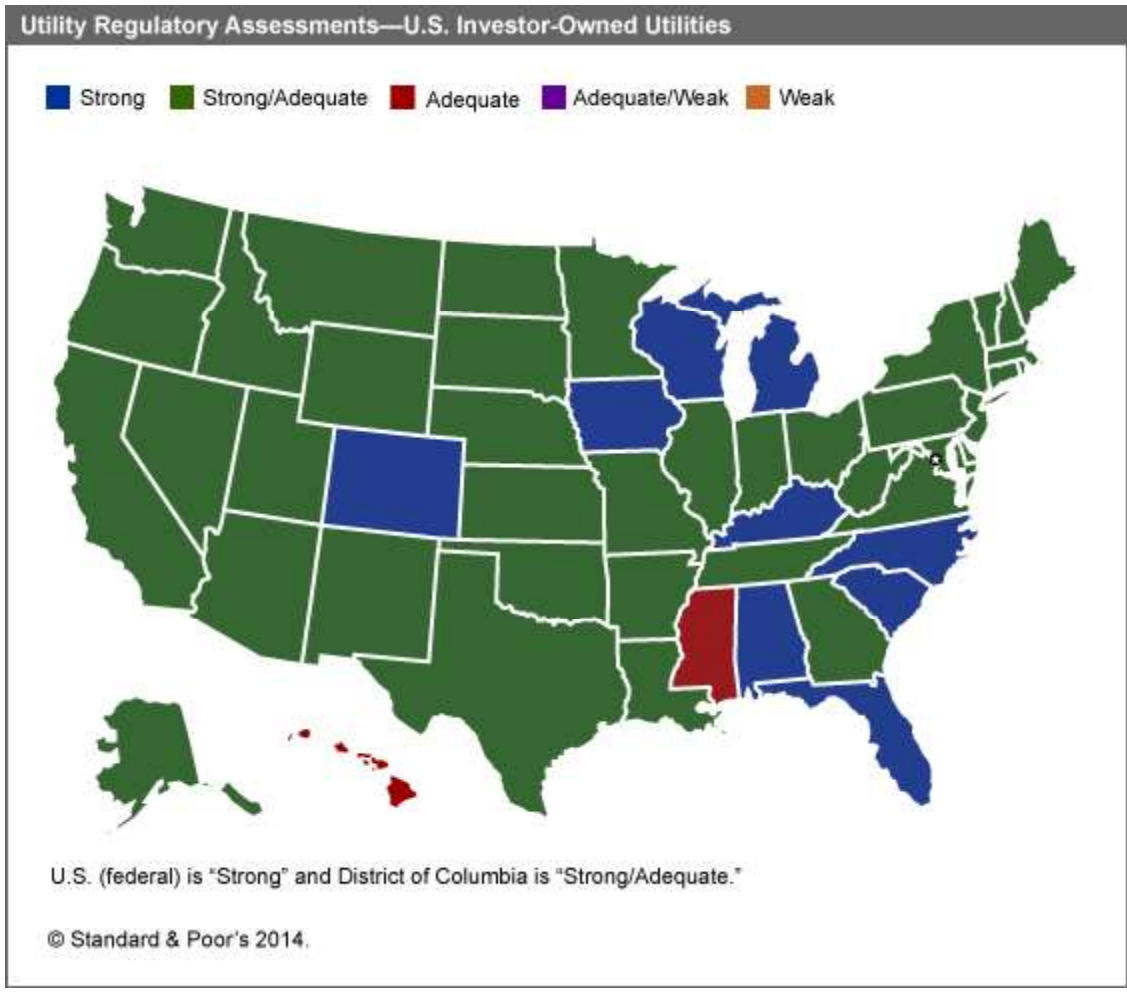 Utility Regulatory Assessments—U.S. Investor-Owned Utilities
Strong Strong/Adequate Adequate Adequate/Weak Weak
U.S. (federal) is “Strong” and District of Columbia is “Strong/Adequate.”
© Standard & Poor’s 2014.